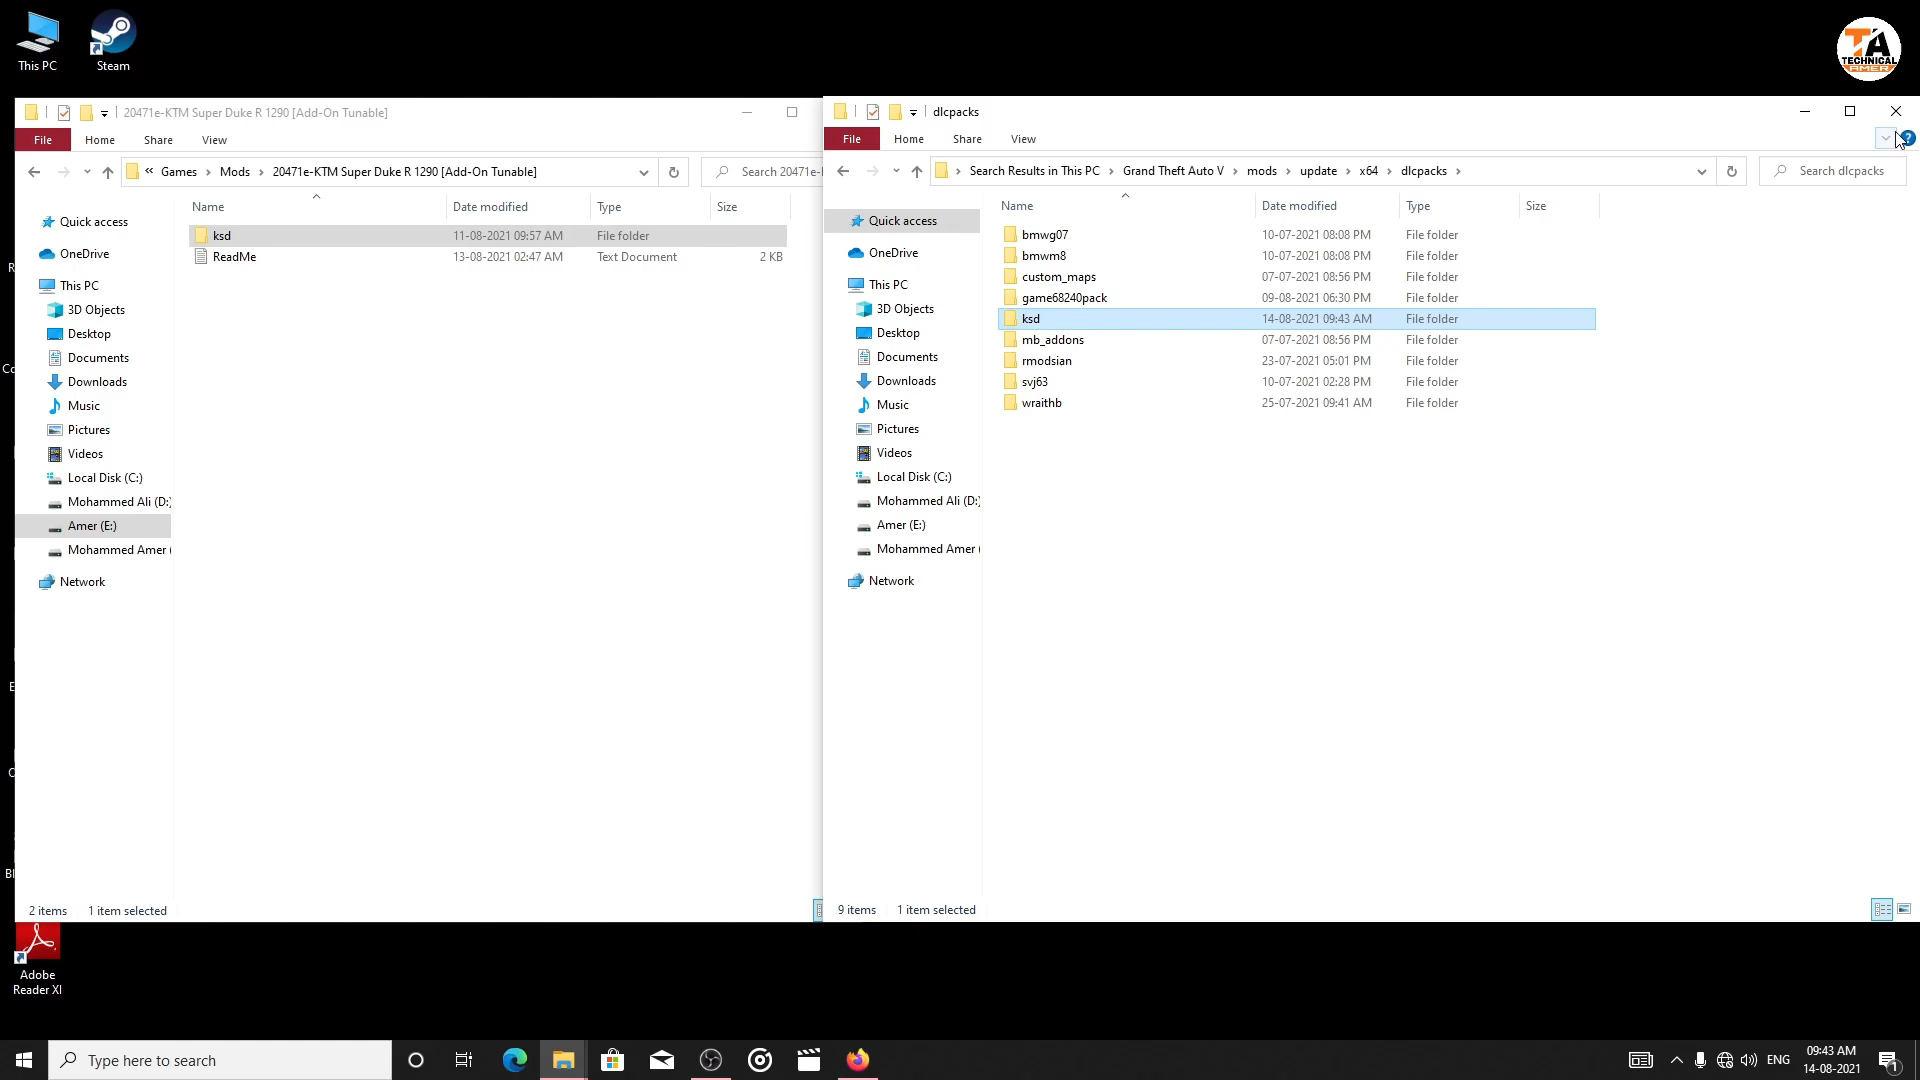 This PC
Steam
TA
TECHNICAL
AMER
20471e-KTM Super Duke R 1290 [Add-On Tunable]
File Home Share View
« Games > Mods > 20471e-KTM Super Duke R 1290 [Add-On Tunable]
Search 20471e-
Name Date modified Type Size
ksd 11-08-2021 09:57 AM File folder
ReadMe 13-08-2021 02:47 AM Text Document 2 KB
Quick access
OneDrive
This PC
3D Objects
Desktop
Documents
Downloads
Music
Pictures
Videos
Local Disk (C:)
Mohammed Ali (D:)
Amer (E:)
Mohammed Amer (
Network
2 items 1 item selected
dlcpacks
File Home Share View
> Search Results in This PC > Grand Theft Auto V > mods > update > x64 > dlcpacks >
Search dlcpacks
Name Date modified Type Size
bmwg07 10-07-2021 08:08 PM File folder
bmwm8 10-07-2021 08:08 PM File folder
custom_maps 07-07-2021 08:56 PM File folder
game68240pack 09-08-2021 06:30 PM File folder
ksd 14-08-2021 09:43 AM File folder
mb_addons 07-07-2021 08:56 PM File folder
rmodsian 23-07-2021 05:01 PM File folder
svj63 10-07-2021 02:28 PM File folder
wraithb 25-07-2021 09:41 AM File folder
Quick access
OneDrive
This PC
3D Objects
Desktop
Documents
Downloads
Music
Pictures
Videos
Local Disk (C:)
Mohammed Ali (D:)
Amer (E:)
Mohammed Amer (
Network
9 items 1 item selected
R
Co
E
O
Bl
Adobe
Reader XI
Type here to search
ENG
09:43 AM
14-08-2021
1